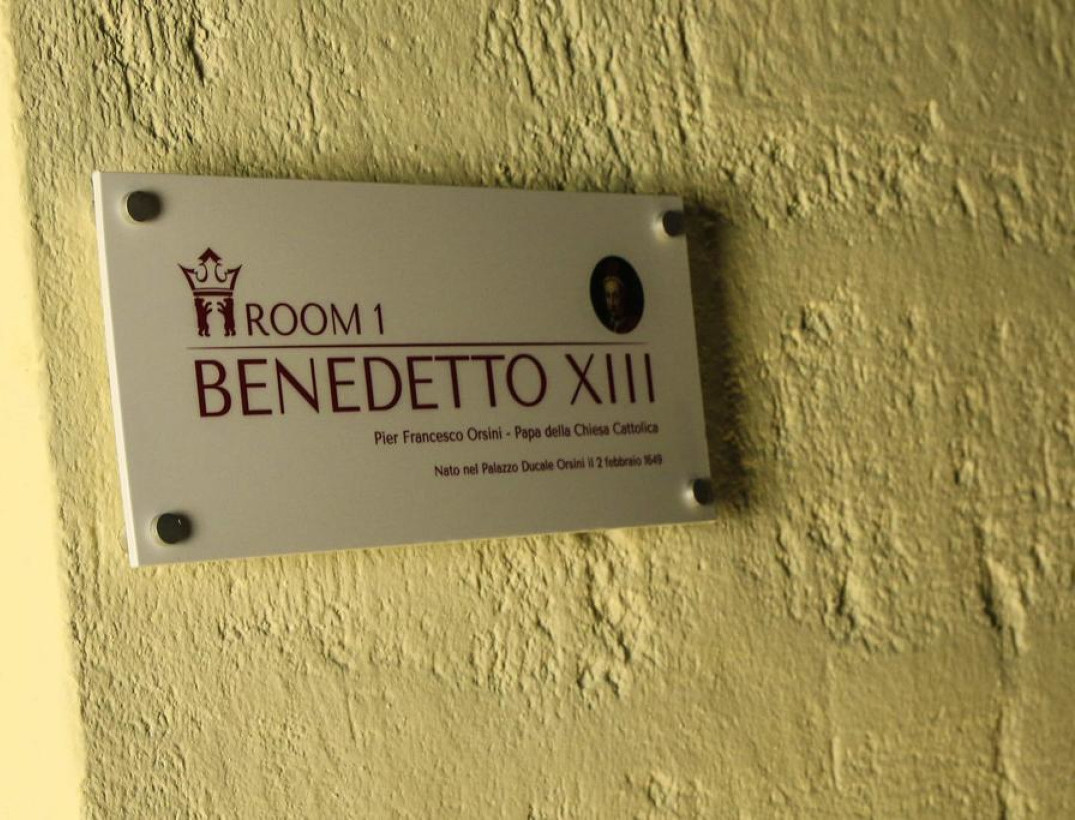 ROOM 1
BENEDETTO XIII
Pier Francesco Orsini - Papa della Chiesa Cattolica
Nato nel Palazzo Ducale Orsini il 2 febbraio 1649